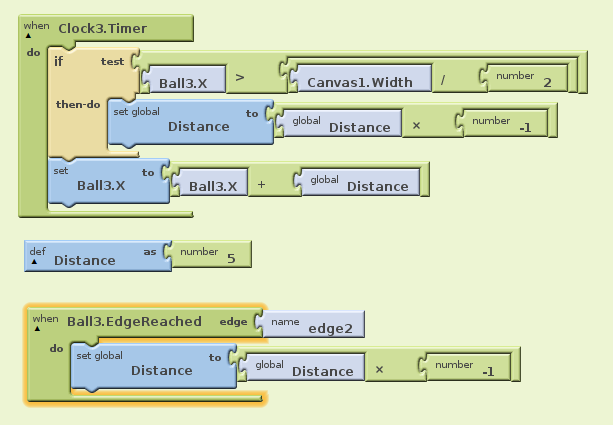 when Clock3.Timer
do if test Ball3.X > Canvas1.Width / number 2
then-do set global Distance to global Distance × number -1
set Ball3.X to Ball3.X + global Distance
def Distance as number 5
when Ball3.EdgeReached edge name edge2
do set global Distance to global Distance × number -1